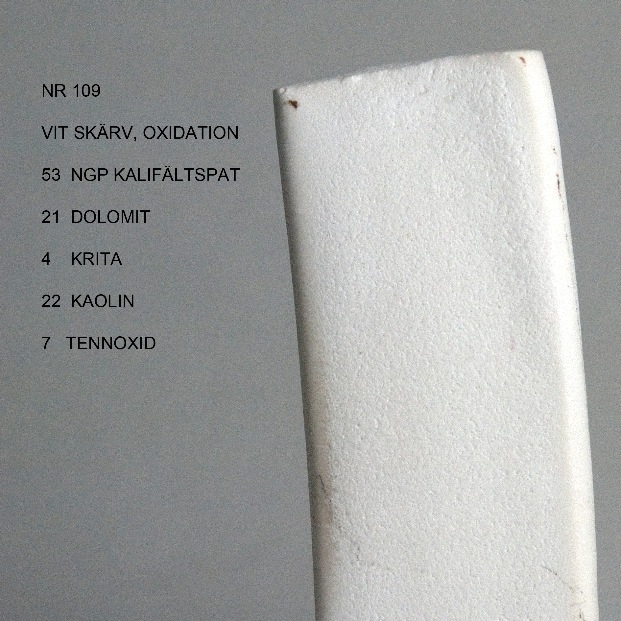 NR 109
VIT SKÄRV, OXIDATION
53 NGP KALIFÄLTSPAT
21 DOLOMIT
4 KRITA
22 KAOLIN
7 TENNOXID